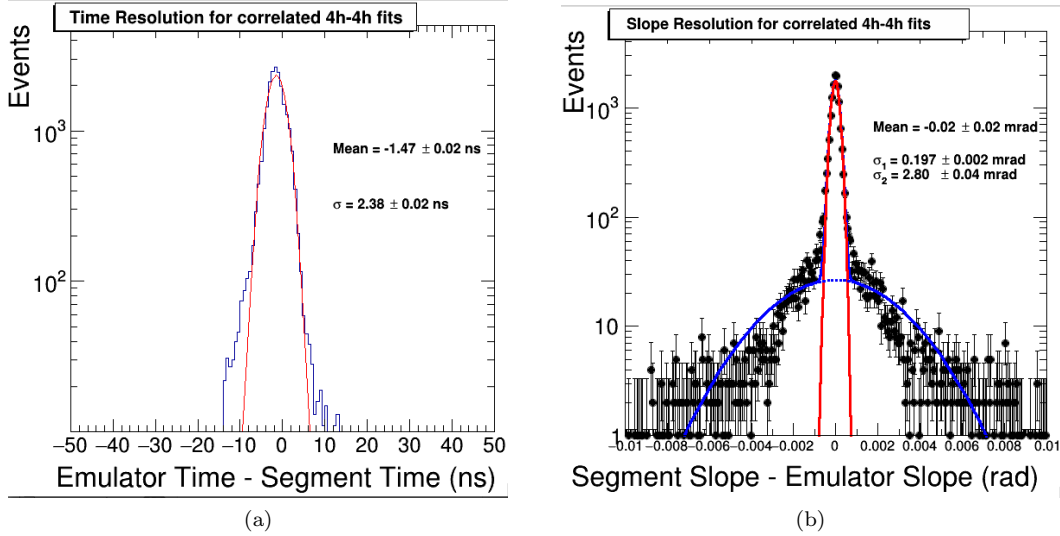 Time Resolution for correlated 4h-4h fits
Events
10³
10²
Mean = -1.47 ± 0.02 ns
σ = 2.38 ± 0.02 ns
−50 −40 −30 −20 −10 0 10 20 30 40 50
Emulator Time - Segment Time (ns)
(a)
Slope Resolution for correlated 4h-4h fits
Events
10³
10²
10
1
Mean = -0.02 ± 0.02 mrad
σ₁ = 0.197 ± 0.002 mrad
σ₂ = 2.80 ± 0.04 mrad
−0.01 −0.008 −0.006 −0.004 −0.002 0 0.002 0.004 0.006 0.008 0.01
Segment Slope - Emulator Slope (rad)
(b)